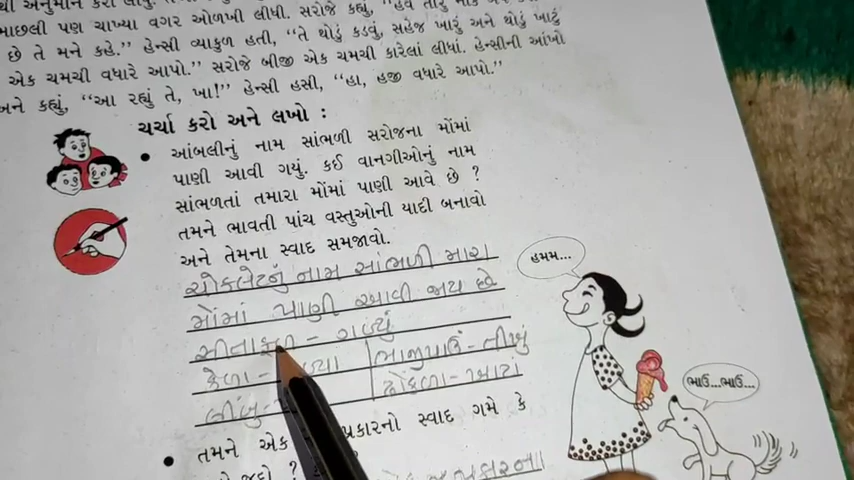 માછલી પણ ચાખ્યા વગર ઓળખી લીધી. સરોજે કહ્યું, "હવે તારું
છે તે મને કહે." હેન્સી વ્યાકુળ હતી, "તે થોડું કડવું, સહેજ ખારું અને થોડું ખાટું
એક ચમચી વધારે આપો." સરોજે બીજી એક ચમચી કારેલાં લીધાં. હેન્સીની આંખો
અને કહ્યું, "આ રહ્યું તે, ખા!" હેન્સી હસી, "હા, હજી વધારે આપો."
ચર્ચા કરો અને લખો :
• આંબલીનું નામ સાંભળી સરોજના મોંમાં
પાણી આવી ગયું. કઈ વાનગીઓનું નામ
સાંભળતાં તમારા મોંમાં પાણી આવે છે ?
તમને ભાવતી પાંચ વસ્તુઓની યાદી બનાવો
અને તેમના સ્વાદ સમજાવો.
ચોકલેટનું નામ સાંભળી મારા
મોંમાં પાણી આવી જાય છે
સીતાફળ - ગળ્યું
કેળા - ળ્યા
ભાજીપાઉં - તીખું
લીંબુ -
ઢોકળા - ખાટાં
હમમ...
ભાઉં...ભાઉં...
• તમને એક પ્રકારનો સ્વાદ ગમે કે